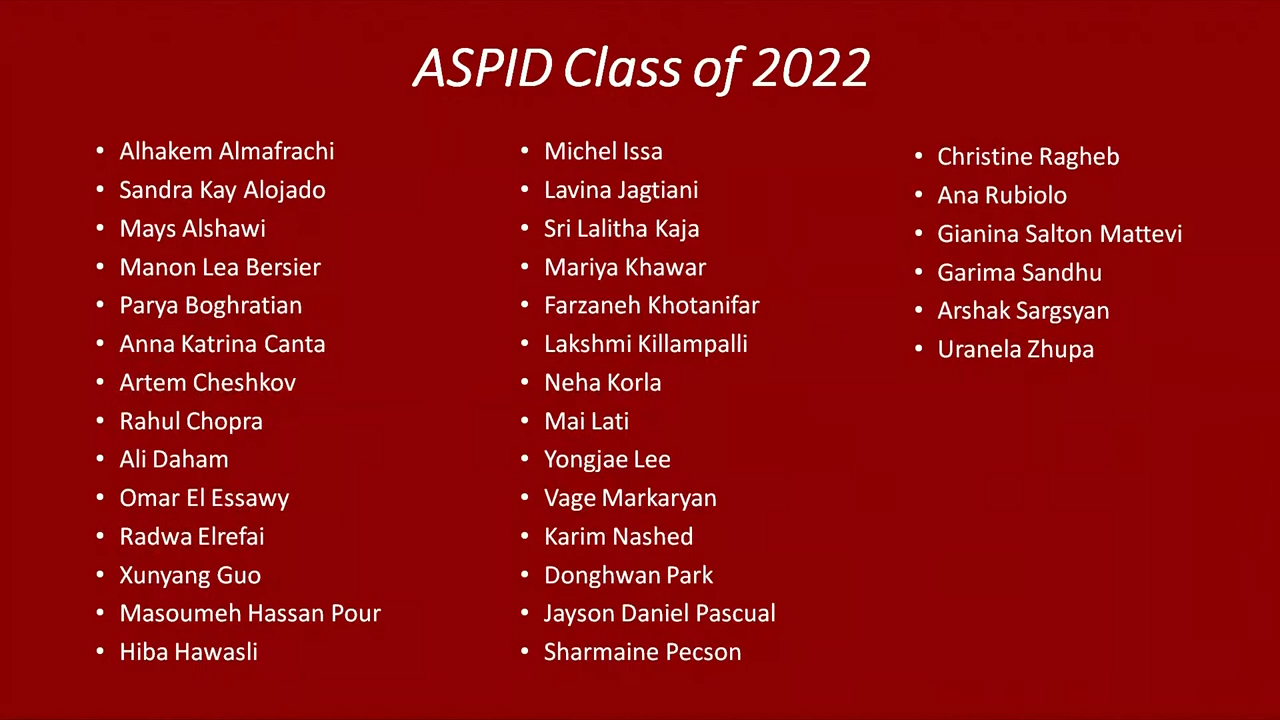 ASPID Class of 2022
• Alhakem Almafrachi
• Sandra Kay Alojado
• Mays Alshawi
• Manon Lea Bersier
• Parya Boghratian
• Anna Katrina Canta
• Artem Cheshkov
• Rahul Chopra
• Ali Daham
• Omar El Essawy
• Radwa Elrefai
• Xunyang Guo
• Masoumeh Hassan Pour
• Hiba Hawasli
• Michel Issa
• Lavina Jagtiani
• Sri Lalitha Kaja
• Mariya Khawar
• Farzaneh Khotanifar
• Lakshmi Killampalli
• Neha Korla
• Mai Lati
• Yongjae Lee
• Vage Markaryan
• Karim Nashed
• Donghwan Park
• Jayson Daniel Pascual
• Sharmaine Pecson
• Christine Ragheb
• Ana Rubiolo
• Gianina Salton Mattevi
• Garima Sandhu
• Arshak Sargsyan
• Uranela Zhupa